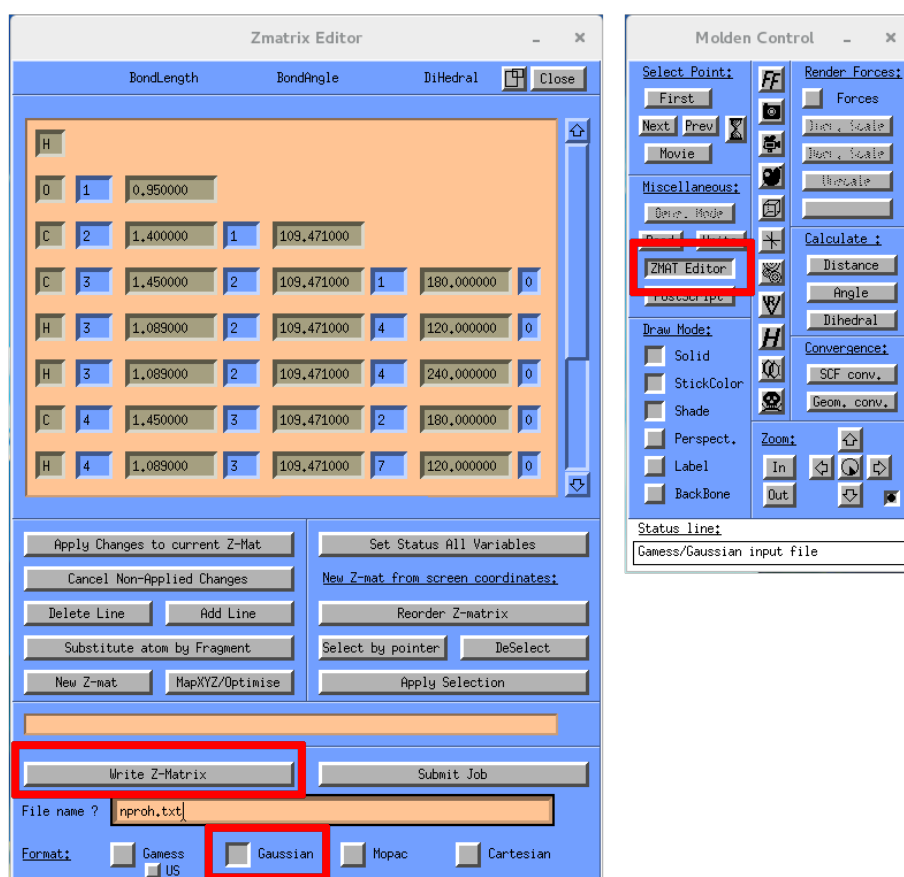 Zmatrix Editor
BondLength BondAngle DiHedral Close
H
O 1 0.950000
C 2 1.400000 1 109.471000
C 3 1.450000 2 109.471000 1 180.000000 0
H 3 1.089000 2 109.471000 4 120.000000 0
H 3 1.089000 2 109.471000 4 240.000000 0
C 4 1.450000 3 109.471000 2 180.000000 0
H 4 1.089000 3 109.471000 7 120.000000 0
Apply Changes to current Z-Mat
Set Status All Variables
Cancel Non-Applied Changes
New Z-mat from screen coordinates:
Delete Line Add Line
Reorder Z-matrix
Substitute atom by Fragment
Select by pointer DeSelect
New Z-mat MapXYZ/Optimise
Apply Selection
Write Z-Matrix
Submit Job
File name ? nproh.txt
Format: Gamess Gaussian Mopac Cartesian
US
Molden Control
Select Point:
First
Next Prev
Movie
Miscellaneous:
Geom. Mode
ZMAT Editor
PostScript
Draw Mode:
Solid
StickColor
Shade
Perspect.
Label
BackBone
FF
H
Render Forces:
Forces
Calculate :
Distance
Angle
Dihedral
Convergence:
SCF conv.
Geom. conv.
Zoom:
In
Out
Status line:
Gamess/Gaussian input file